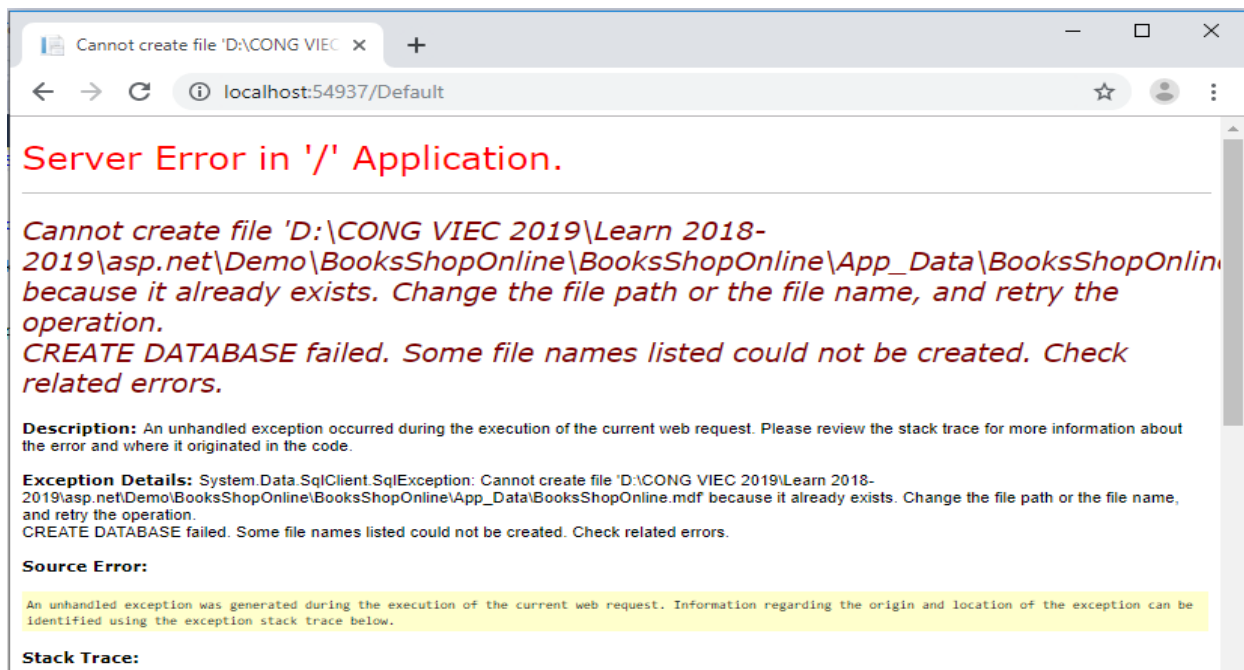 Cannot create file 'D:\CONG VIEC
localhost:54937/Default
Server Error in '/' Application.
Cannot create file 'D:\CONG VIEC 2019\Learn 2018-
2019\asp.net\Demo\BooksShopOnline\BooksShopOnline\App_Data\BooksShopOnline
because it already exists. Change the file path or the file name, and retry the
operation.
CREATE DATABASE failed. Some file names listed could not be created. Check
related errors.
Description: An unhandled exception occurred during the execution of the current web request. Please review the stack trace for more information about
the error and where it originated in the code.
Exception Details: System.Data.SqlClient.SqlException: Cannot create file 'D:\CONG VIEC 2019\Learn 2018-
2019\asp.net\Demo\BooksShopOnline\BooksShopOnline\App_Data\BooksShopOnline.mdf' because it already exists. Change the file path or the file name,
and retry the operation.
CREATE DATABASE failed. Some file names listed could not be created. Check related errors.
Source Error:
An unhandled exception was generated during the execution of the current web request. Information regarding the origin and location of the exception can be
identified using the exception stack trace below.
Stack Trace: